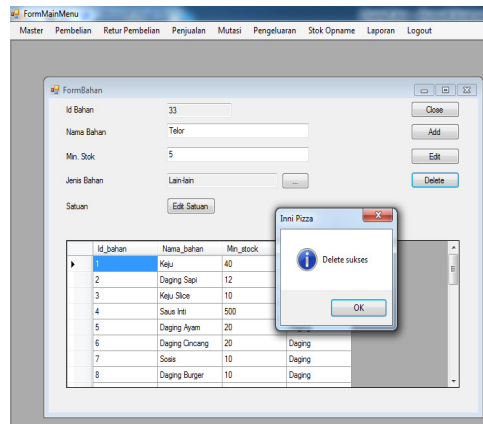 FormMainMenu
Master Pembelian Retur Pembelian Penjualan Mutasi Pengeluaran Stok Opname Laporan Logout
FormBahan
Id Bahan 33 Close
Nama Bahan Telor Add
Min. Stok 5 Edit
Jenis Bahan Lain-lain ... Delete
Satuan Edit Satuan
Inni Pizza
Delete sukses
OK
Id_bahan Nama_bahan Min_stock
1 Keju 40
2 Daging Sapi 12
3 Keju Slice 10
4 Saus Inti 500
5 Daging Ayam 20
6 Daging Cincang 20 Daging
7 Sosis 10 Daging
8 Daging Burger 10 Daging